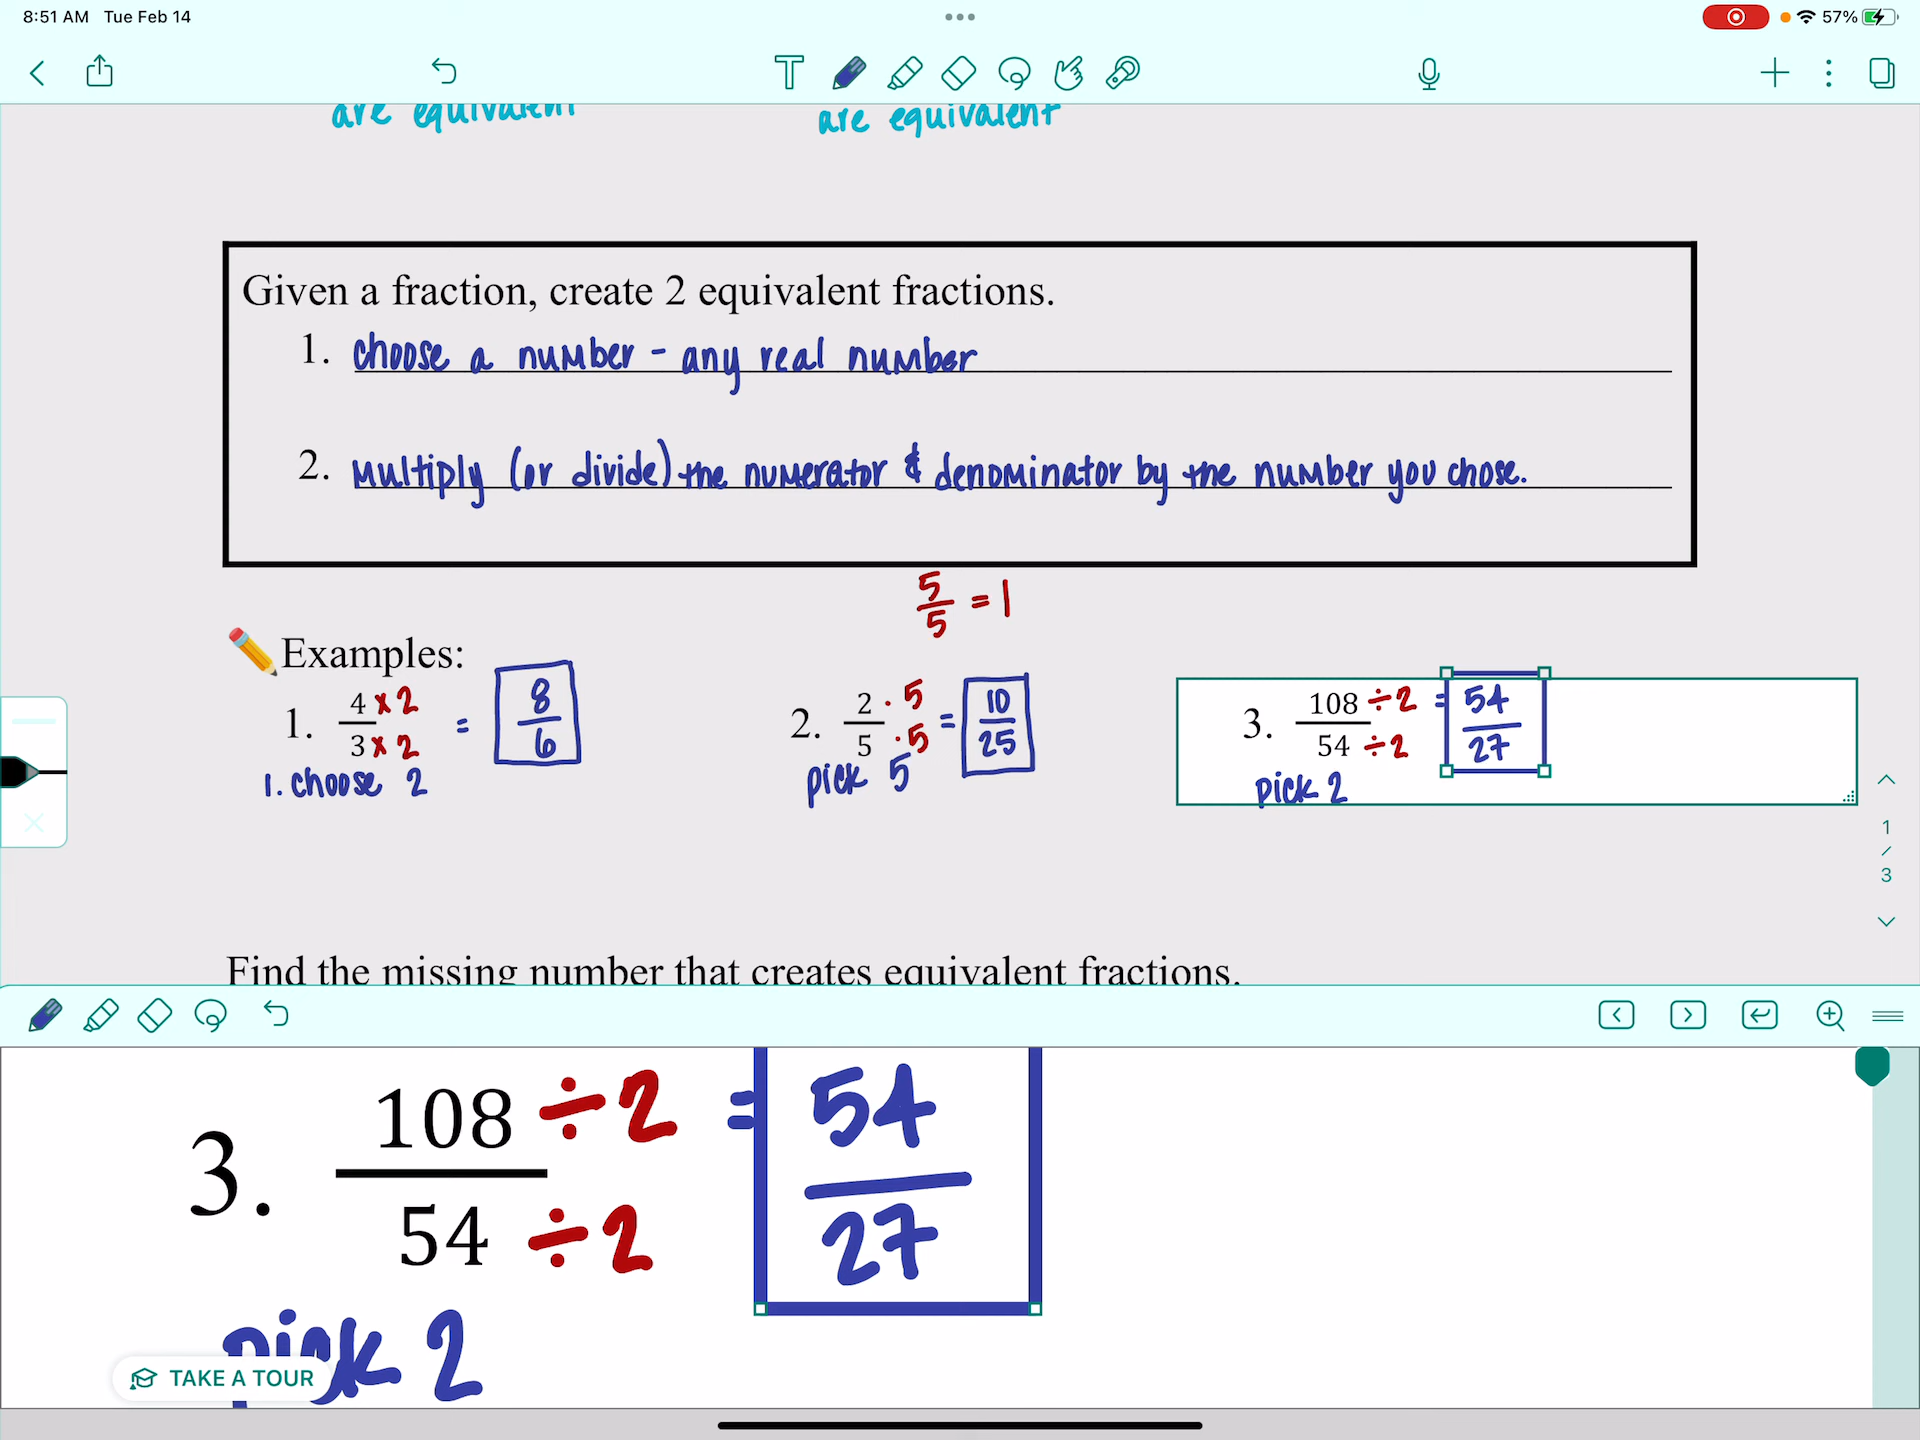 8:51 AM Tue Feb 14
57%
T
are equivalent are equivalent
Given a fraction, create 2 equivalent fractions.
1. choose a number - any real number
2. multiply (or divide) the numerator & denominator by the number you chose.
5/5 = 1
Examples:
1. 4 × 2 / 3 × 2 = 8/6
1. choose 2
2. 2 · 5 / 5 · 5 = 10/25
pick 5
3. 108 ÷2 / 54 ÷2 = 54/27
pick 2
1
/
3
Find the missing number that creates equivalent fractions.
3. 108 ÷2 / 54 ÷2 = 54/27
pick 2
TAKE A TOUR